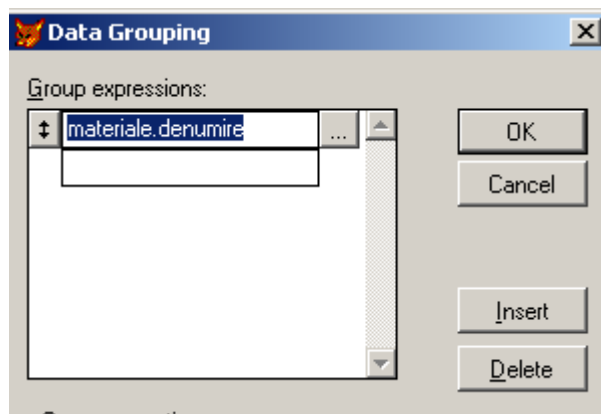 Data Grouping
Group expressions:
materiale.denumire ...
OK
Cancel
Insert
Delete